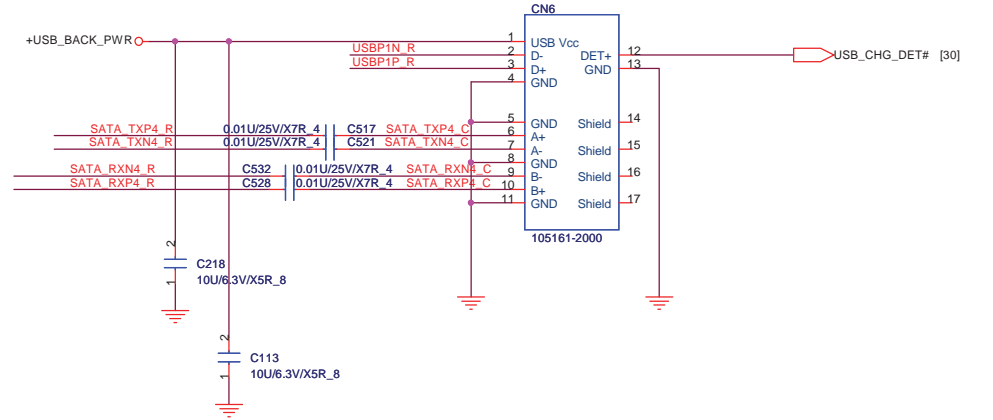 CN6
+USB_BACK_PWR
1 USB Vcc
USBP1N_R 2 D- DET+ 12 USB_CHG_DET# [30]
USBP1P_R 3 D+ GND 13
4 GND
5 GND Shield 14
SATA_TXP4_R 0.01U/25V/X7R_4 C517 SATA_TXP4_C 6 A+
SATA_TXN4_R 0.01U/25V/X7R_4 C521 SATA_TXN4_C 7 A- Shield 15
8 GND
SATA_RXN4_R C532 0.01U/25V/X7R_4 SATA_RXN4_C 9 B- Shield 16
SATA_RXP4_R C528 0.01U/25V/X7R_4 SATA_RXP4_C 10 B+
11 GND Shield 17
105161-2000
2
C218
1 10U/6.3V/X5R_8
2
C113
1 10U/6.3V/X5R_8